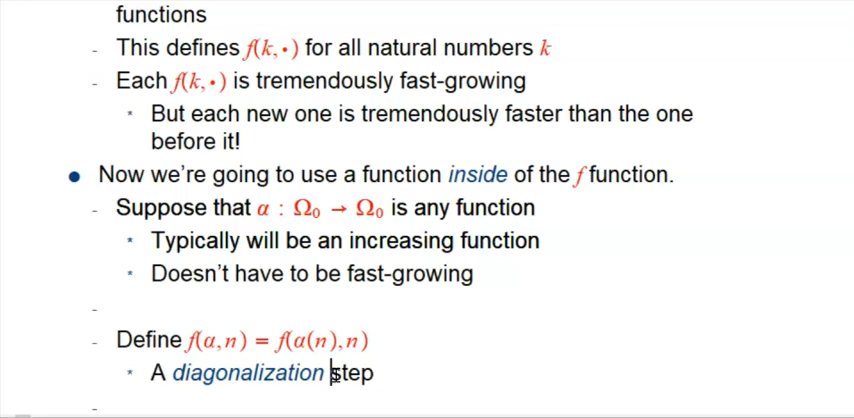 functions
- This defines f(k, •) for all natural numbers k
- Each f(k, •) is tremendously fast-growing
* But each new one is tremendously faster than the one
before it!
● Now we're going to use a function inside of the f function.
- Suppose that α : Ω₀ → Ω₀ is any function
* Typically will be an increasing function
* Doesn't have to be fast-growing
-
- Define f(α, n) = f(α(n), n)
* A diagonalization step
-